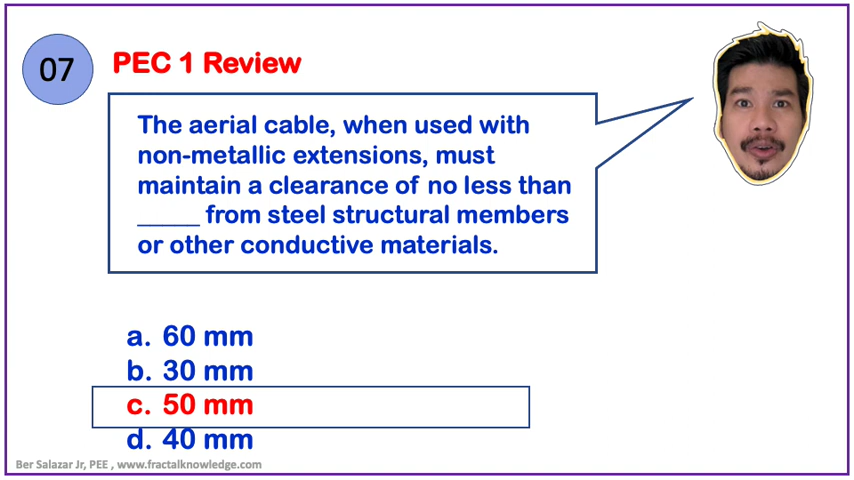 07
PEC 1 Review
The aerial cable, when used with
non-metallic extensions, must
maintain a clearance of no less than
_____ from steel structural members
or other conductive materials.
a. 60 mm
b. 30 mm
c. 50 mm
d. 40 mm
Ber Salazar Jr, PEE , www.fractalknowledge.com